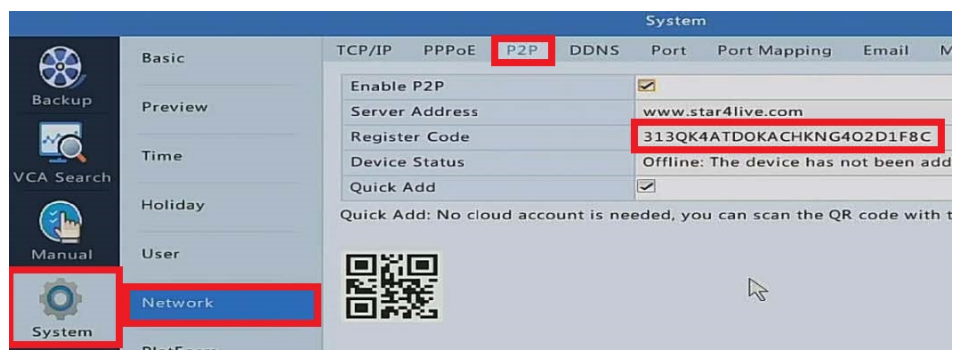 System
Backup
VCA Search
Manual
System
Basic
Preview
Time
Holiday
User
Network
TCP/IP PPPoE P2P DDNS Port Port Mapping Email
Enable P2P
Server Address www.star4live.com
Register Code 313QK4ATD0KACHKNG4O2D1F8C
Device Status Offline: The device has not been add
Quick Add
Quick Add: No cloud account is needed, you can scan the QR code with t